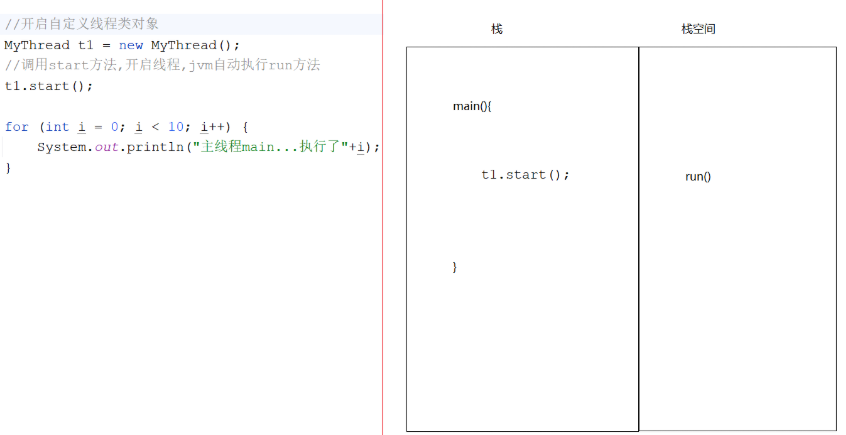 //开启自定义线程类对象
MyThread t1 = new MyThread();
//调用start方法,开启线程,jvm自动执行run方法
t1.start();
for (int i = 0; i < 10; i++) {
    System.out.println("主线程main...执行了"+i);
}
栈
栈空间
main(){
t1.start();
run()
}